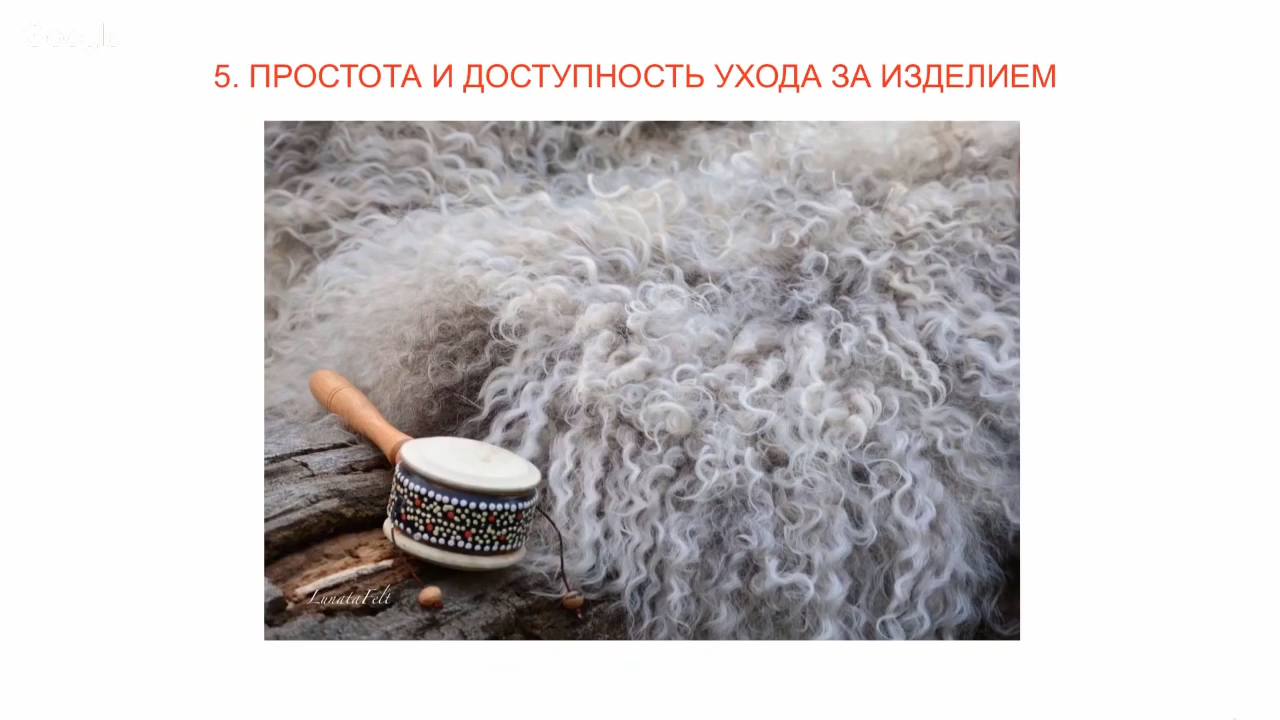 5. ПРОСТОТА И ДОСТУПНОСТЬ УХОДА ЗА ИЗДЕЛИЕМ
LunataFelt